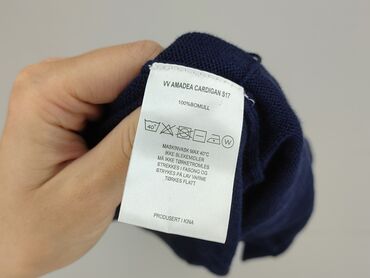 VV AMADEA CARDIGAN S17
100%BOMULL
40°
W
MASKINVASK MAX 40°C
IKKE BLEKEMIDLER
MÅ IKKE TØRKETROMLES
STREKKES I FASONG OG
STRYKES PÅ LAV VARME
TØRKES FLATT
PRODUSERT I KINA